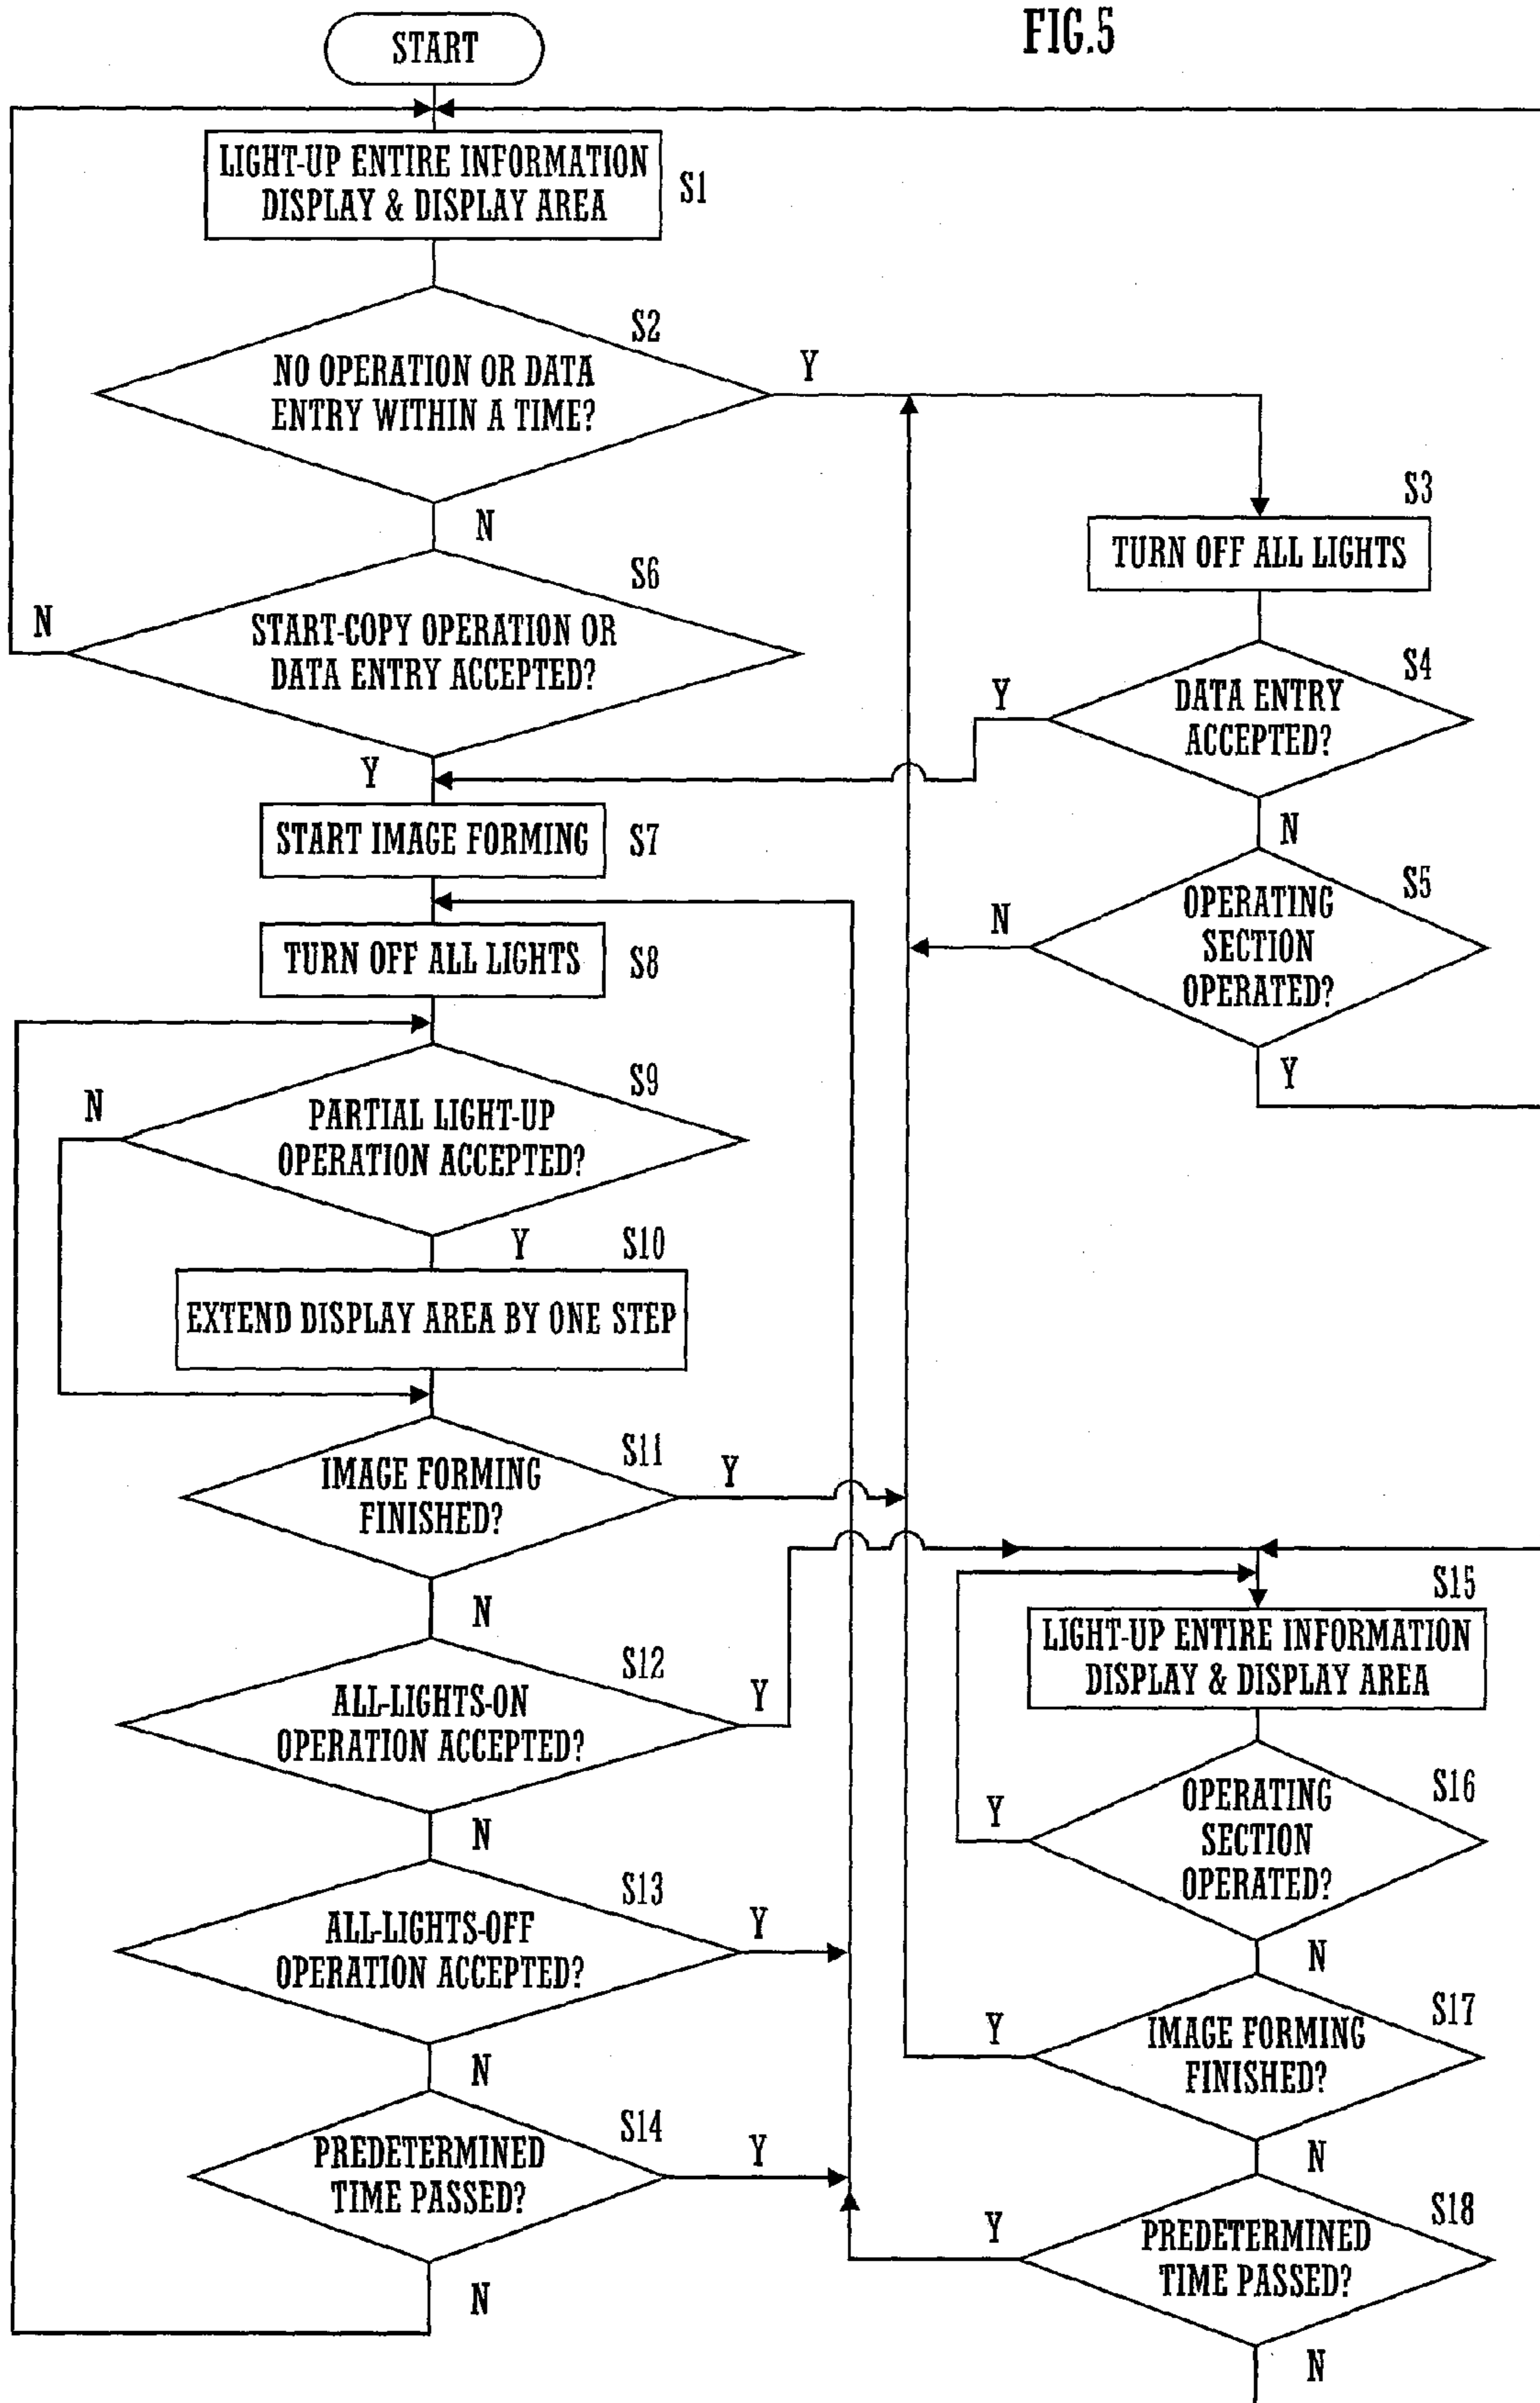 FIG.5
START
LIGHT-UP ENTIRE INFORMATION
DISPLAY & DISPLAY AREA
S1
S2
NO OPERATION OR DATA
ENTRY WITHIN A TIME?
Y
N
S3
TURN OFF ALL LIGHTS
S6
START-COPY OPERATION OR
DATA ENTRY ACCEPTED?
N
Y
S4
DATA ENTRY
ACCEPTED?
Y
N
START IMAGE FORMING
S7
S5
OPERATING
SECTION
OPERATED?
N
Y
TURN OFF ALL LIGHTS
S8
S9
PARTIAL LIGHT-UP
OPERATION ACCEPTED?
N
Y
S10
EXTEND DISPLAY AREA BY ONE STEP
S11
IMAGE FORMING
FINISHED?
Y
N
S12
ALL-LIGHTS-ON
OPERATION ACCEPTED?
Y
N
S13
ALL-LIGHTS-OFF
OPERATION ACCEPTED?
Y
N
S14
PREDETERMINED
TIME PASSED?
Y
N
S15
LIGHT-UP ENTIRE INFORMATION
DISPLAY & DISPLAY AREA
S16
OPERATING
SECTION
OPERATED?
Y
N
S17
IMAGE FORMING
FINISHED?
Y
N
S18
PREDETERMINED
TIME PASSED?
Y
N